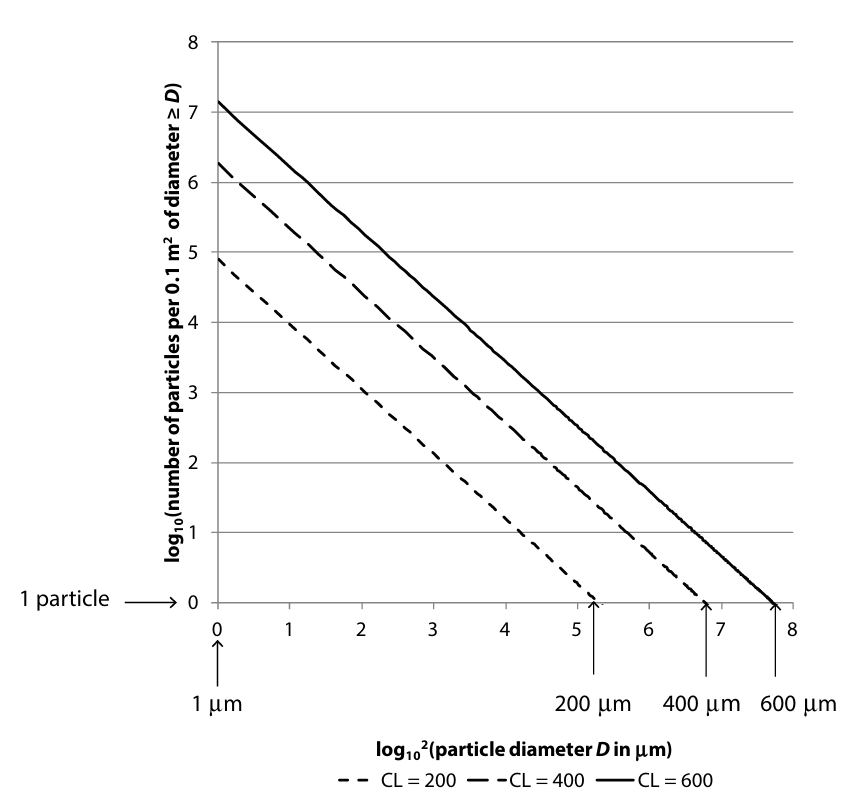 log₁₀(number of particles per 0.1 m² of diameter ≥ D)
8
7
6
5
4
3
2
1
1 particle 0
0 1 2 3 4 5 6 7 8
1 μm 200 μm 400 μm 600 μm
log₁₀²(particle diameter D in μm)
CL = 200 CL = 400 CL = 600